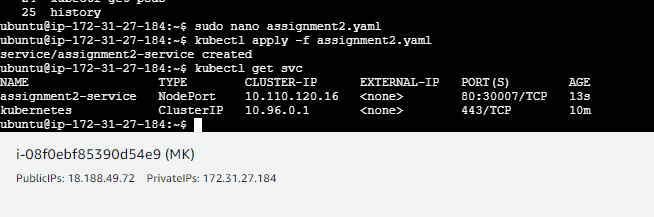 25 history
ubuntu@ip-172-31-27-184:~$ sudo nano assignment2.yaml
ubuntu@ip-172-31-27-184:~$ kubectl apply -f assignment2.yaml
service/assignment2-service created
ubuntu@ip-172-31-27-184:~$ kubectl get svc
NAME TYPE CLUSTER-IP EXTERNAL-IP PORT(S) AGE
assignment2-service NodePort 10.110.120.16 <none> 80:30007/TCP 13s
kubernetes ClusterIP 10.96.0.1 <none> 443/TCP 10m
ubuntu@ip-172-31-27-184:~$
i-08f0ebf85390d54e9 (MK)
PublicIPs: 18.188.49.72 PrivateIPs: 172.31.27.184